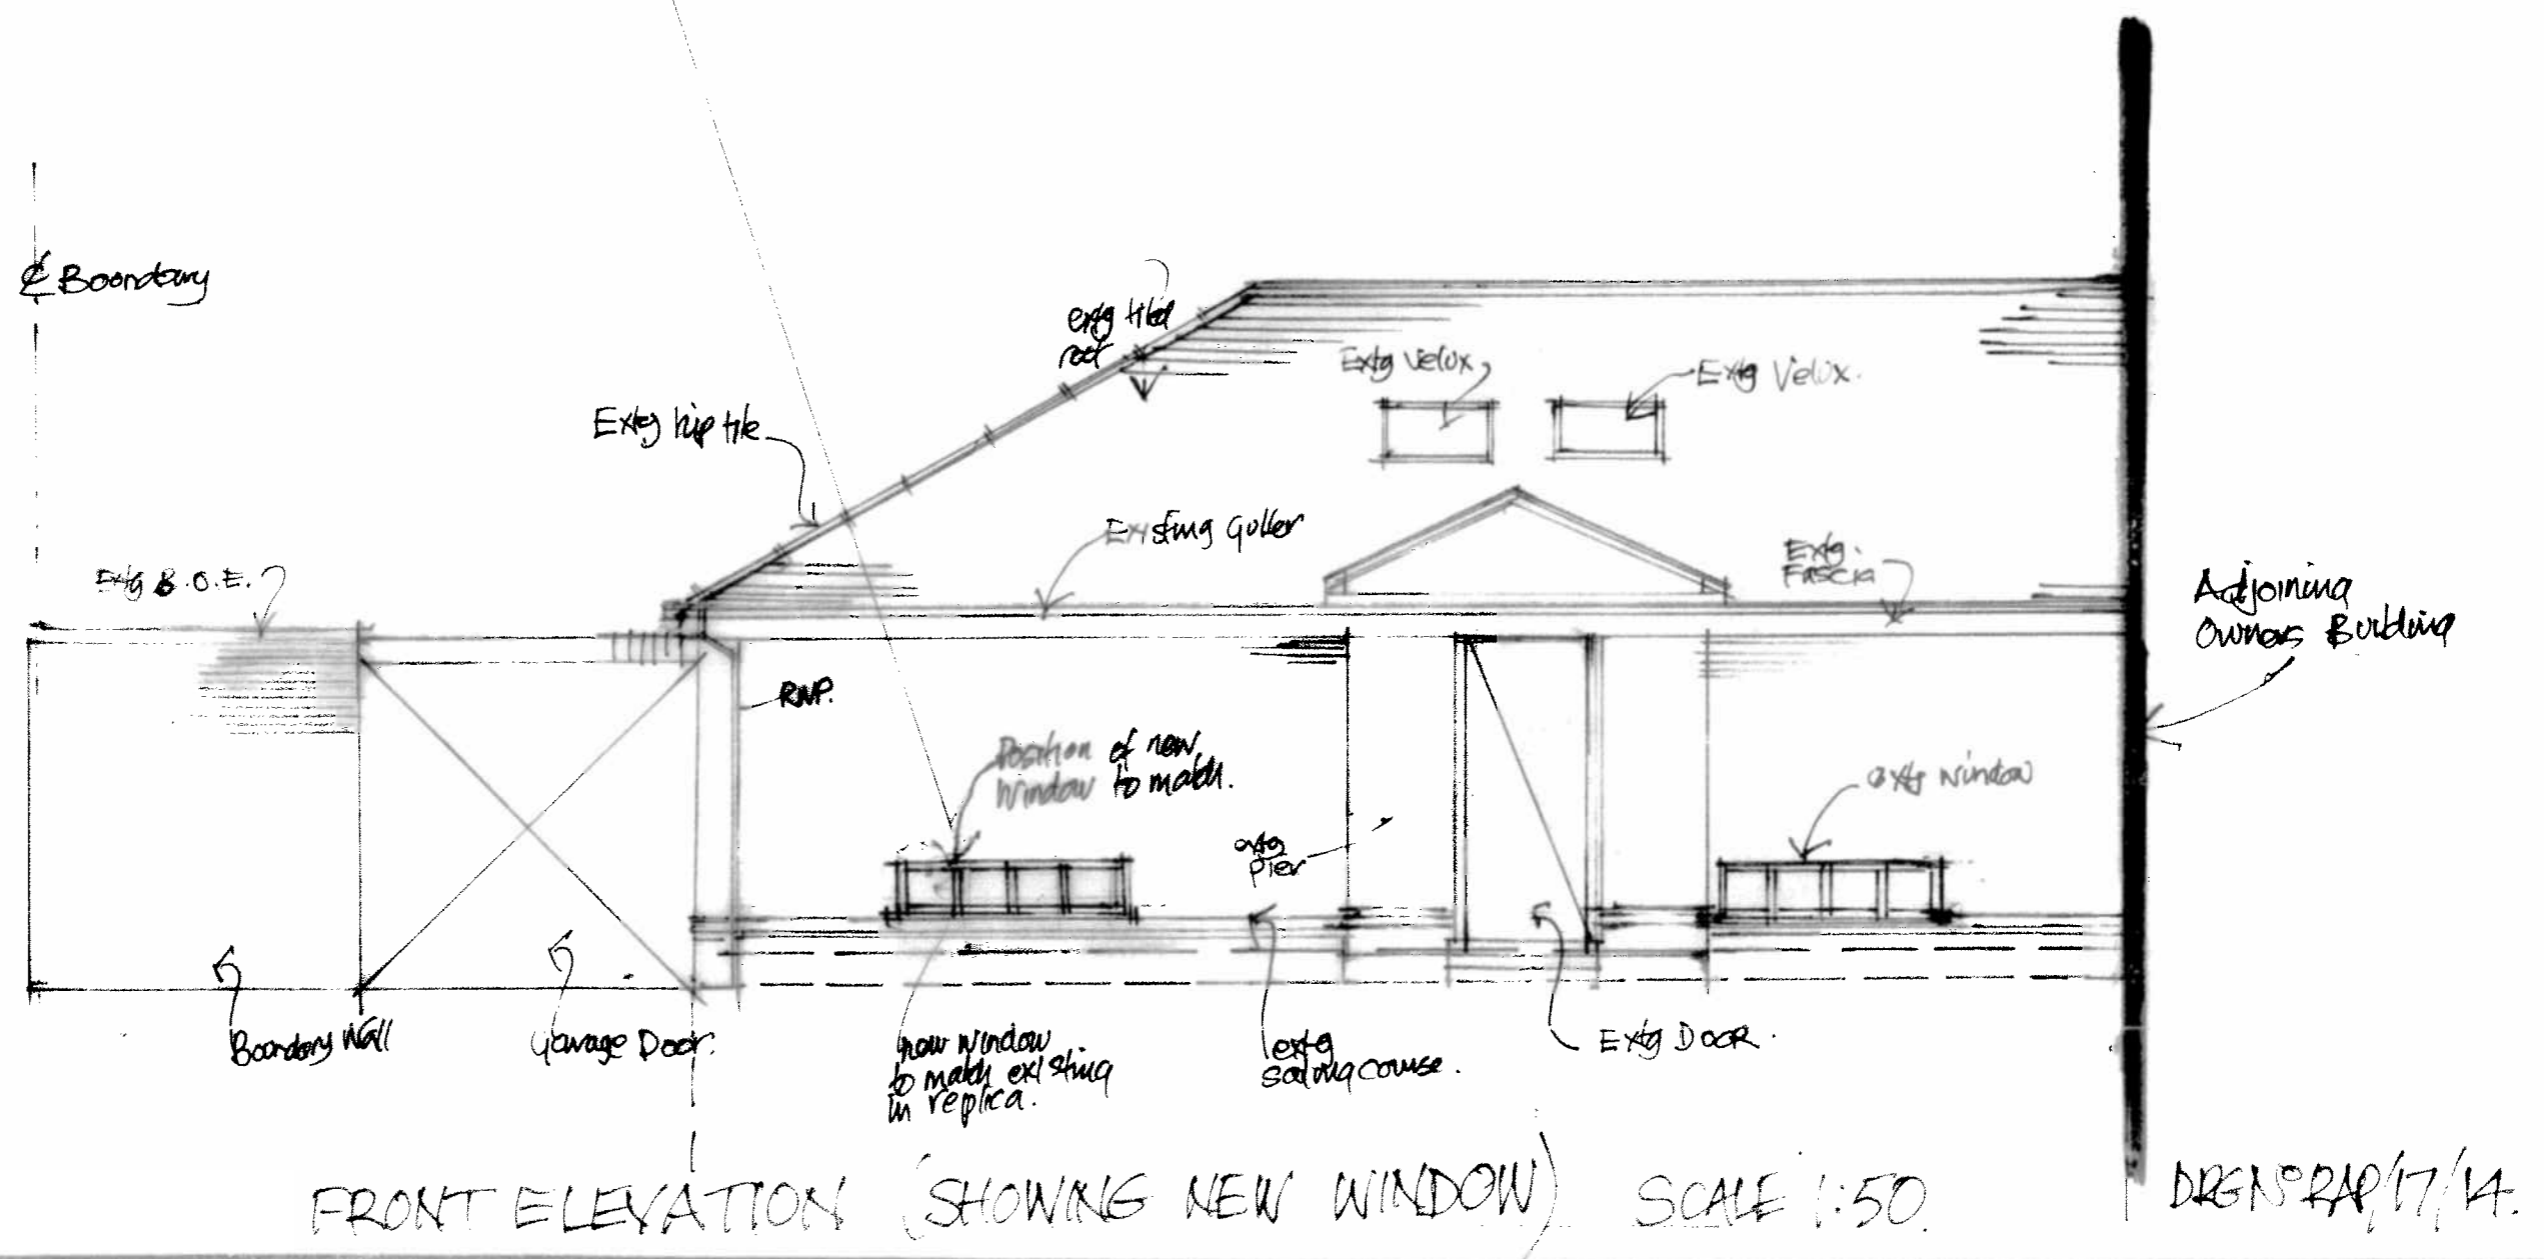 ℄ Boundary
extg tiled
roof
Extg Velux
Extg Velux.
Extg hip tile
Existing Gutter
Extg.
Fascia
Extg B.O.E.
Adjoining
Owners Building
RWP.
Position of new
window to match.
extg window
extg
pier
Boundary Wall
Garage Door.
new window
to match existing
in replica.
extg
course.
Extg DOOR.
FRONT ELEVATION (SHOWING NEW WINDOW) SCALE 1:50.
DRG No RAP/17/14.